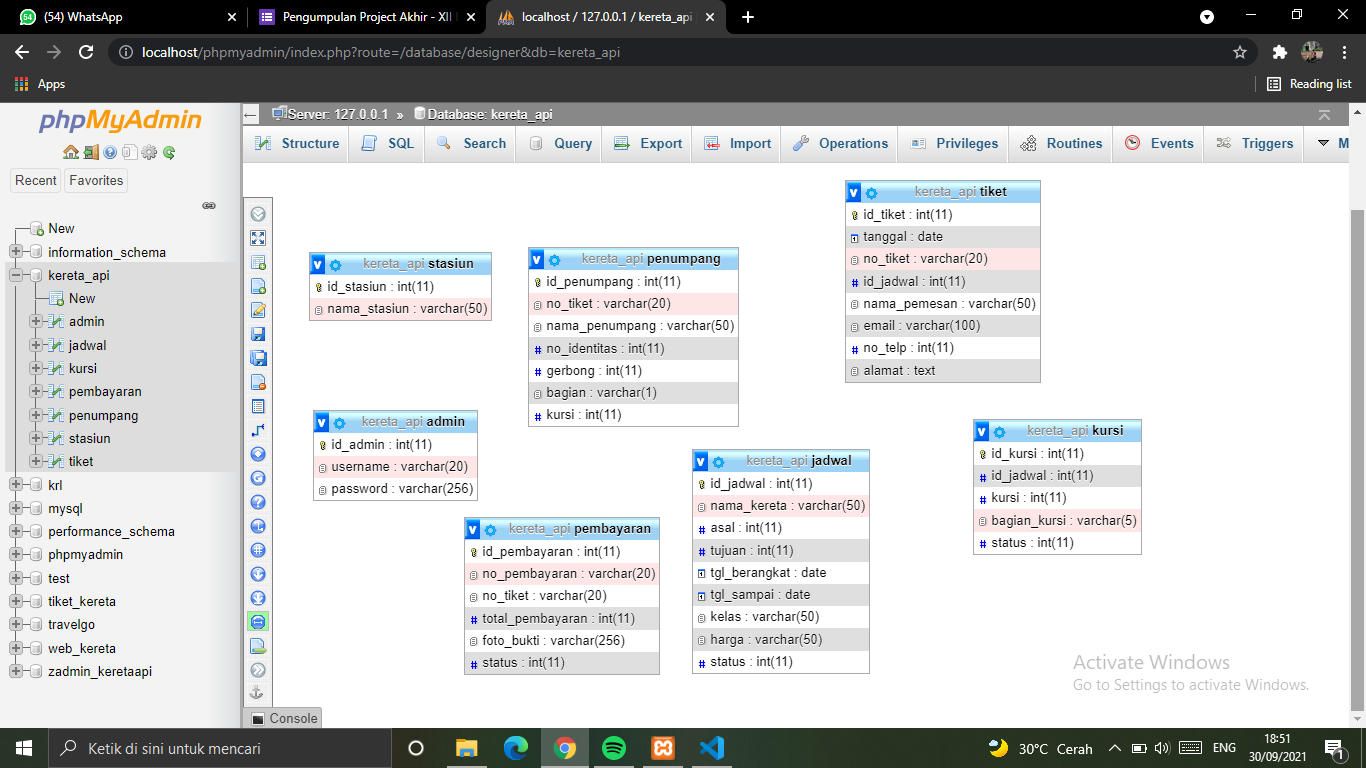 (54) WhatsApp
Pengumpulan Project Akhir - XII
localhost / 127.0.0.1 / kereta_api
localhost/phpmyadmin/index.php?route=/database/designer&db=kereta_api
Apps
Reading list
phpMyAdmin
Recent
Favorites
New
information_schema
kereta_api
New
admin
jadwal
kursi
pembayaran
penumpang
stasiun
tiket
krl
mysql
performance_schema
phpmyadmin
test
tiket_kereta
travelgo
web_kereta
zadmin_keretaapi
Server: 127.0.0.1 » Database: kereta_api
Structure SQL Search Query Export Import Operations Privileges Routines Events Triggers M
kereta_api stasiun
id_stasiun : int(11)
nama_stasiun : varchar(50)
kereta_api penumpang
id_penumpang : int(11)
no_tiket : varchar(20)
nama_penumpang : varchar(50)
no_identitas : int(11)
gerbong : int(11)
bagian : varchar(1)
kursi : int(11)
kereta_api tiket
id_tiket : int(11)
tanggal : date
no_tiket : varchar(20)
id_jadwal : int(11)
nama_pemesan : varchar(50)
email : varchar(100)
no_telp : int(11)
alamat : text
kereta_api admin
id_admin : int(11)
username : varchar(20)
password : varchar(256)
kereta_api pembayaran
id_pembayaran : int(11)
no_pembayaran : varchar(20)
no_tiket : varchar(20)
total_pembayaran : int(11)
foto_bukti : varchar(256)
status : int(11)
kereta_api jadwal
id_jadwal : int(11)
nama_kereta : varchar(50)
asal : int(11)
tujuan : int(11)
tgl_berangkat : date
tgl_sampai : date
kelas : varchar(50)
harga : varchar(50)
status : int(11)
kereta_api kursi
id_kursi : int(11)
id_jadwal : int(11)
kursi : int(11)
bagian_kursi : varchar(5)
status : int(11)
Activate Windows
Go to Settings to activate Windows.
Console
Ketik di sini untuk mencari
30°C Cerah
ENG
18:51
30/09/2021
1